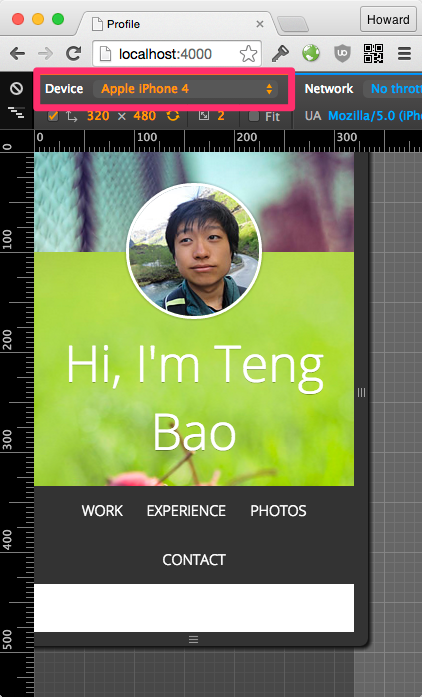 Profile
Howard
localhost:4000
Device Apple iPhone 4
Network No thrott
320 × 480 2 Fit UA Mozilla/5.0 (iPho
0 100 200 300
0
100
200
300
400
500
Hi, I'm Teng
Bao
WORK EXPERIENCE PHOTOS
CONTACT